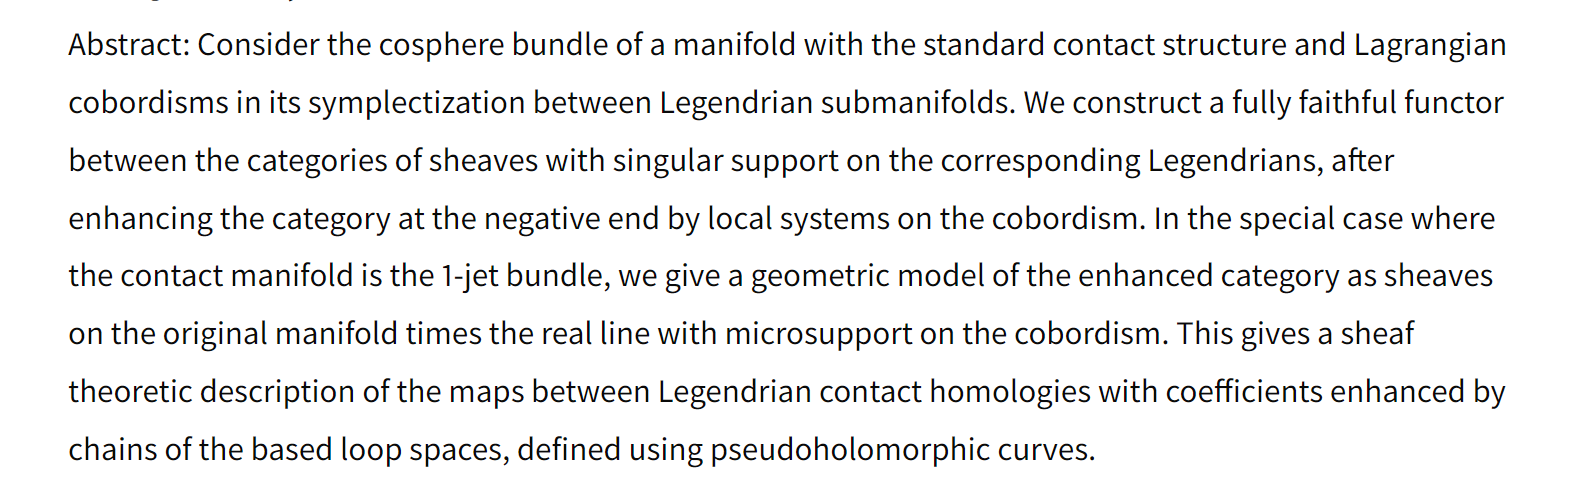 Abstract: Consider the cosphere bundle of a manifold with the standard contact structure and Lagrangian
cobordisms in its symplectization between Legendrian submanifolds. We construct a fully faithful functor
between the categories of sheaves with singular support on the corresponding Legendrians, after
enhancing the category at the negative end by local systems on the cobordism. In the special case where
the contact manifold is the 1-jet bundle, we give a geometric model of the enhanced category as sheaves
on the original manifold times the real line with microsupport on the cobordism. This gives a sheaf
theoretic description of the maps between Legendrian contact homologies with coefficients enhanced by
chains of the based loop spaces, defined using pseudoholomorphic curves.